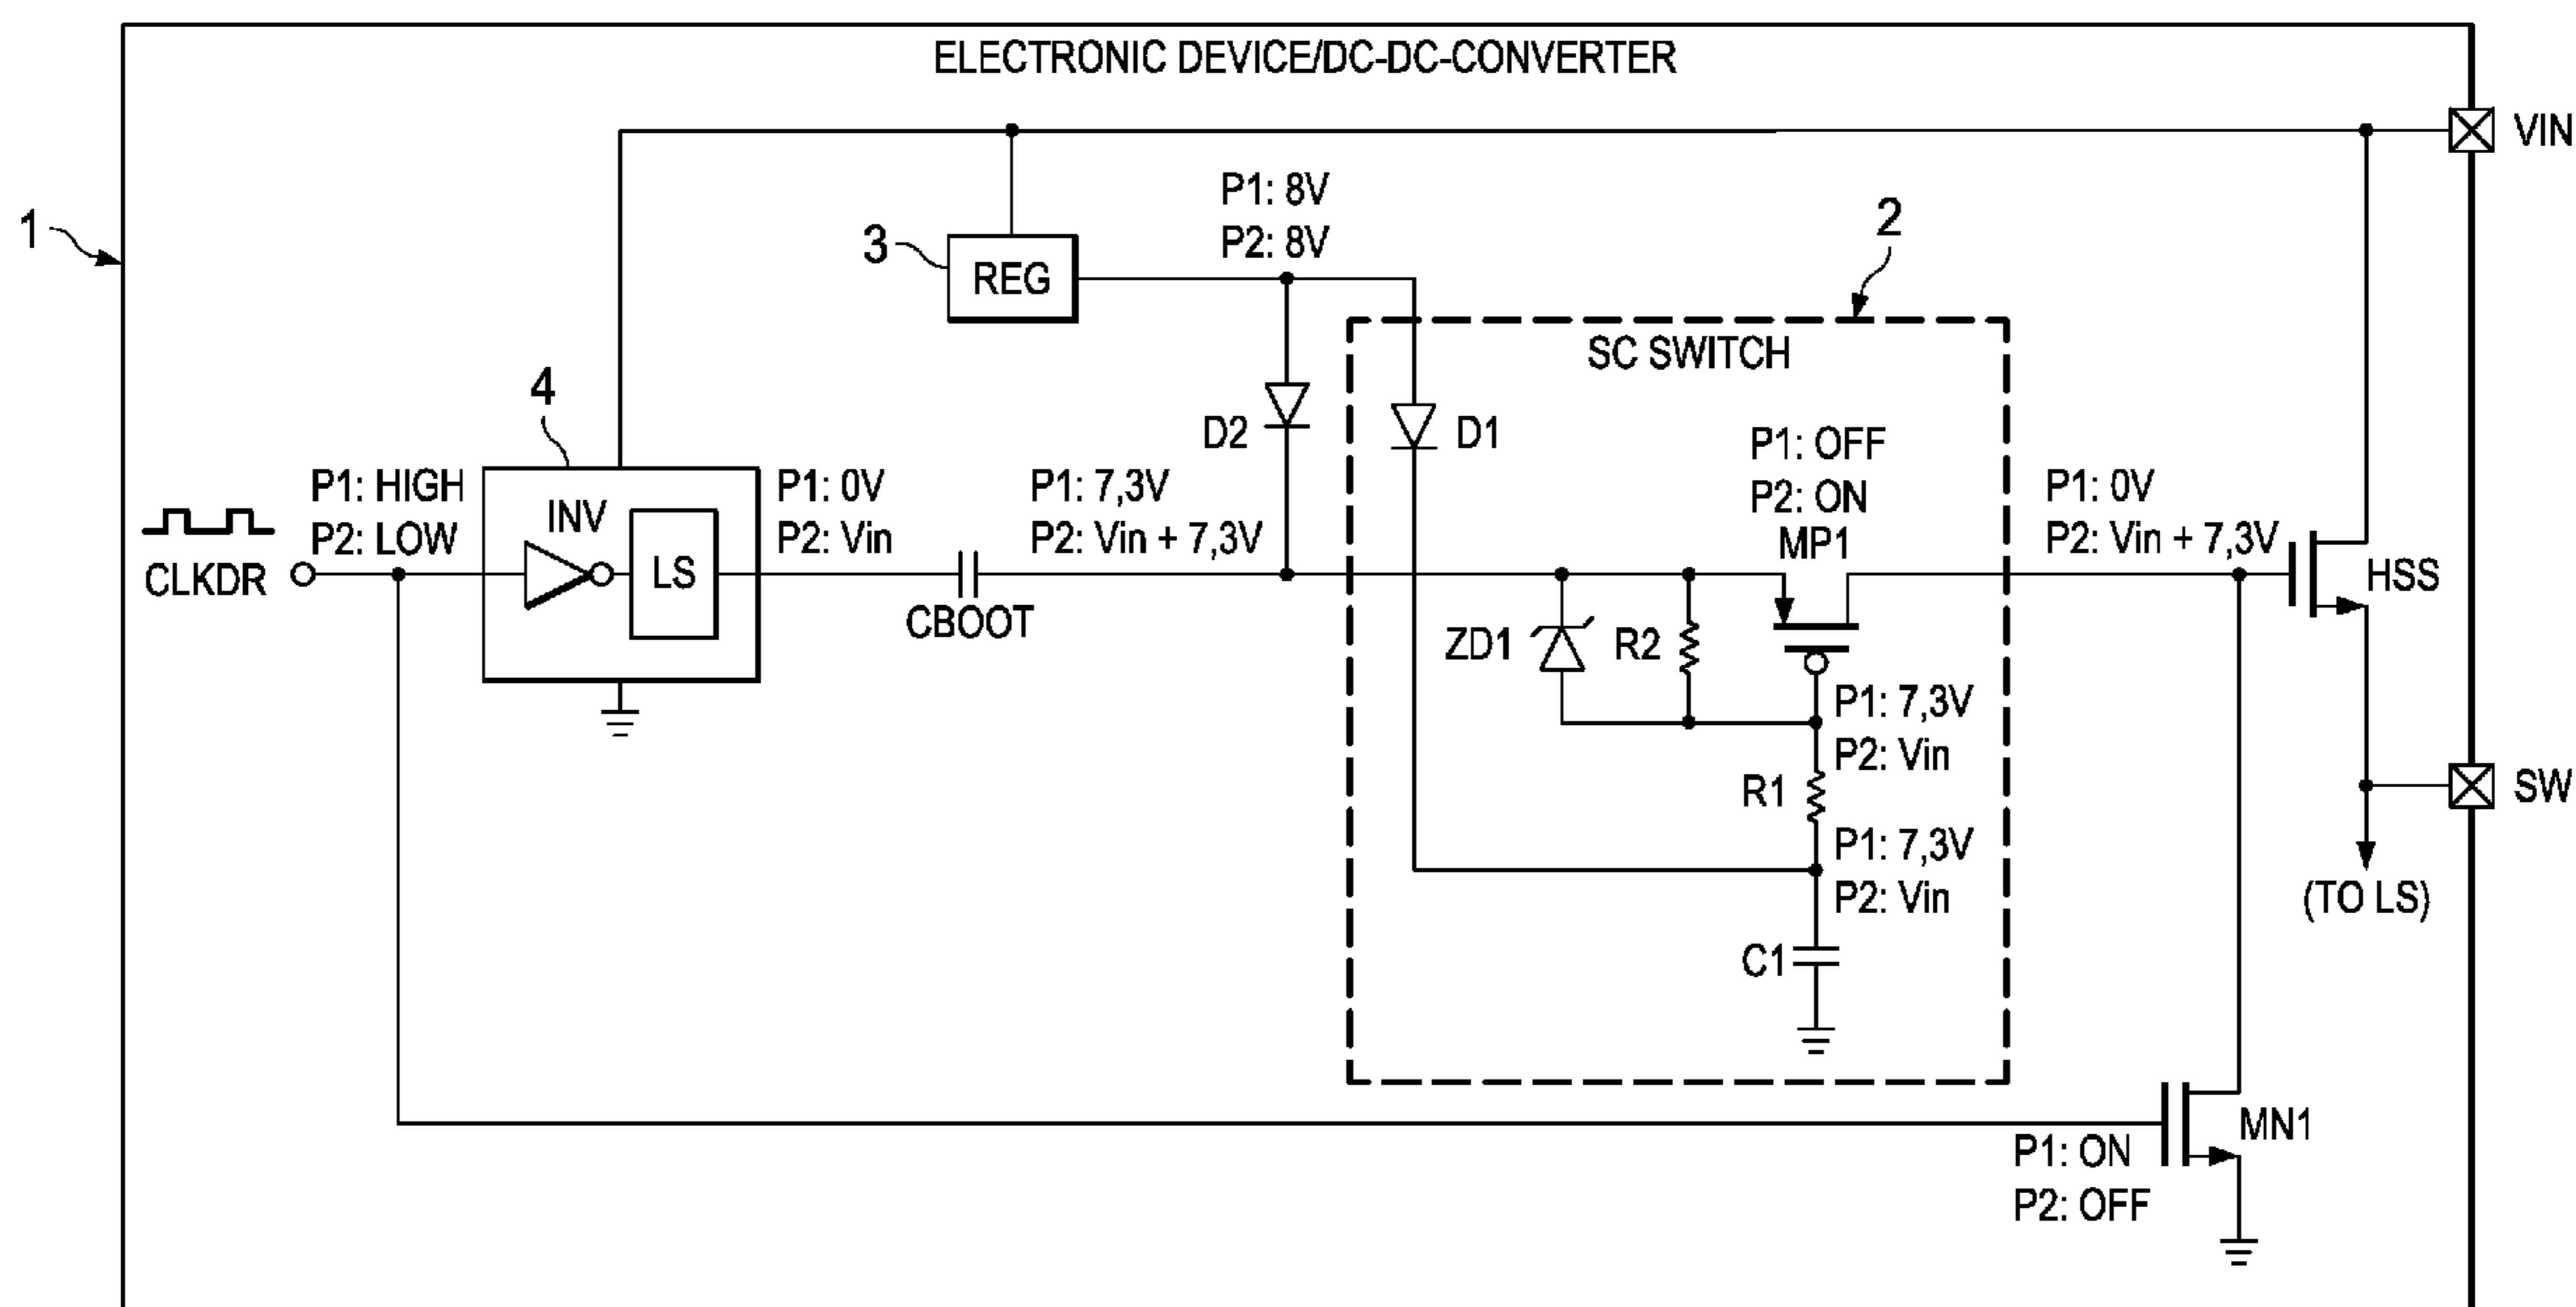 ELECTRONIC DEVICE/DC-DC-CONVERTER
VIN
1
3
REG
P1: 8V
P2: 8V
2
SC SWITCH
4
D2
D1
P1: OFF
P2: ON
MP1
CLKDR
P1: HIGH
P2: LOW
INV
LS
P1: 0V
P2: Vin
CBOOT
P1: 7,3V
P2: Vin + 7,3V
P1: 0V
P2: Vin + 7,3V
HSS
ZD1
R2
P1: 7,3V
P2: Vin
R1
P1: 7,3V
P2: Vin
SW
(TO LS)
C1
P1: ON
P2: OFF
MN1